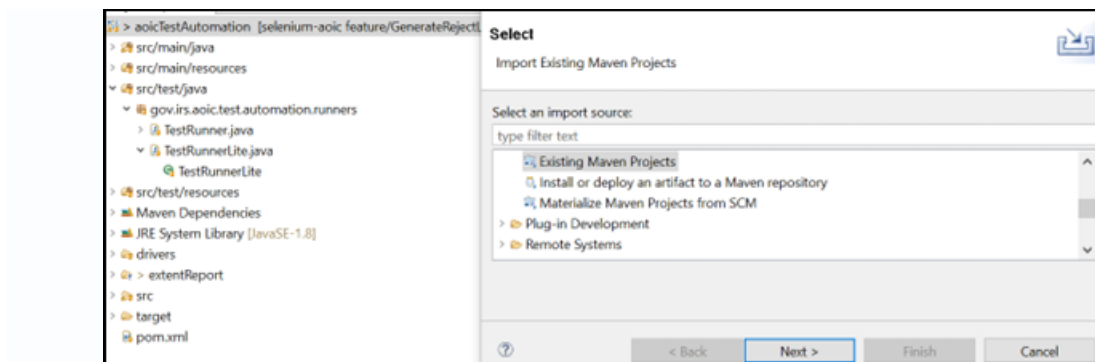 > aoicTestAutomation [selenium-aoic feature/GenerateRejectL
> src/main/java
> src/main/resources
src/test/java
gov.irs.aoic.test.automation.runners
> TestRunner.java
TestRunnerLite.java
TestRunnerLite
> src/test/resources
> Maven Dependencies
> JRE System Library [JavaSE-1.8]
> drivers
> > extentReport
> src
> target
pom.xml
Select
Import Existing Maven Projects
Select an import source:
type filter text
Existing Maven Projects
Install or deploy an artifact to a Maven repository
Materialize Maven Projects from SCM
> Plug-in Development
> Remote Systems
?
< Back Next > Finish Cancel